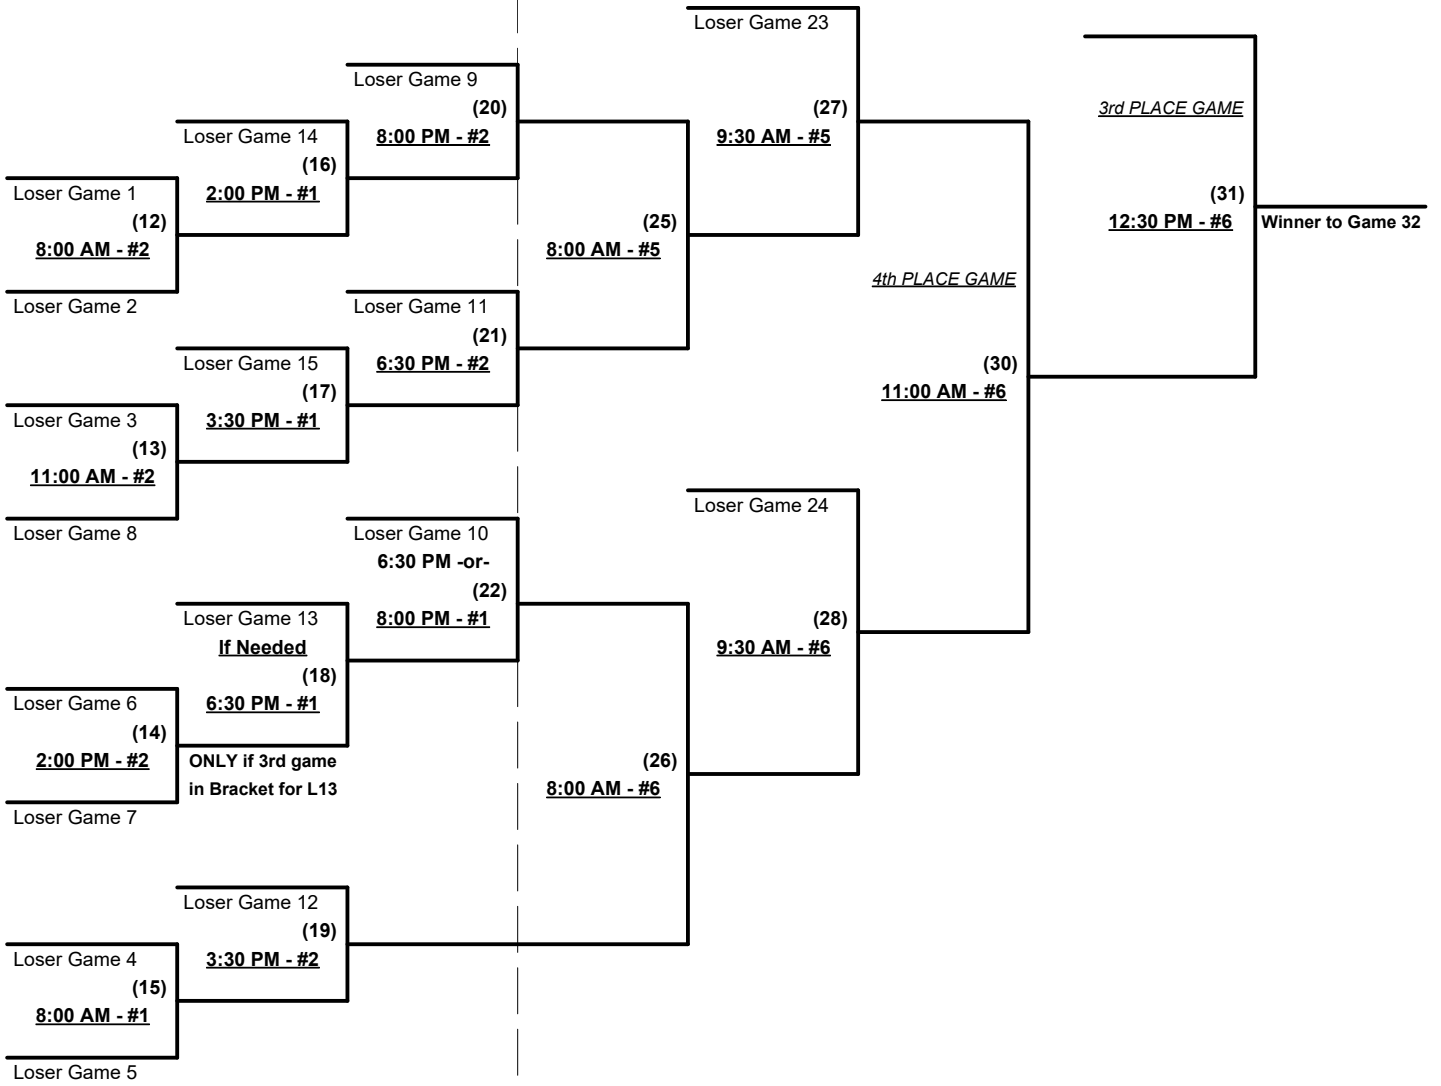 Loser Game 23
Loser Game 9
(20)
8:00 PM - #2
(27)
9:30 AM - #5
3rd PLACE GAME
Loser Game 14
(16)
2:00 PM - #1
Loser Game 1
(12)
8:00 AM - #2
(25)
8:00 AM - #5
(31)
12:30 PM - #6
Winner to Game 32
4th PLACE GAME
Loser Game 2
Loser Game 11
(21)
6:30 PM - #2
Loser Game 15
(17)
3:30 PM - #1
(30)
11:00 AM - #6
Loser Game 3
(13)
11:00 AM - #2
Loser Game 8
Loser Game 10
6:30 PM -or-
(22)
8:00 PM - #1
Loser Game 24
(28)
9:30 AM - #6
Loser Game 13
If Needed
(18)
6:30 PM - #1
Loser Game 6
(14)
2:00 PM - #2
ONLY if 3rd game
in Bracket for L13
(26)
8:00 AM - #6
Loser Game 7
Loser Game 12
(19)
3:30 PM - #2
Loser Game 4
(15)
8:00 AM - #1
Loser Game 5